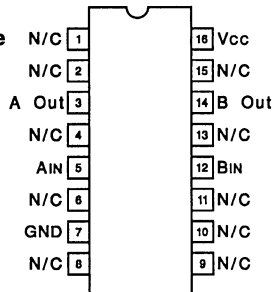 e N/C 1 16 Vcc
N/C 2 15 N/C
A Out 3 14 B Out
N/C 4 13 N/C
AIN 5 12 BIN
N/C 6 11 N/C
GND 7 10 N/C
N/C 8 9 N/C